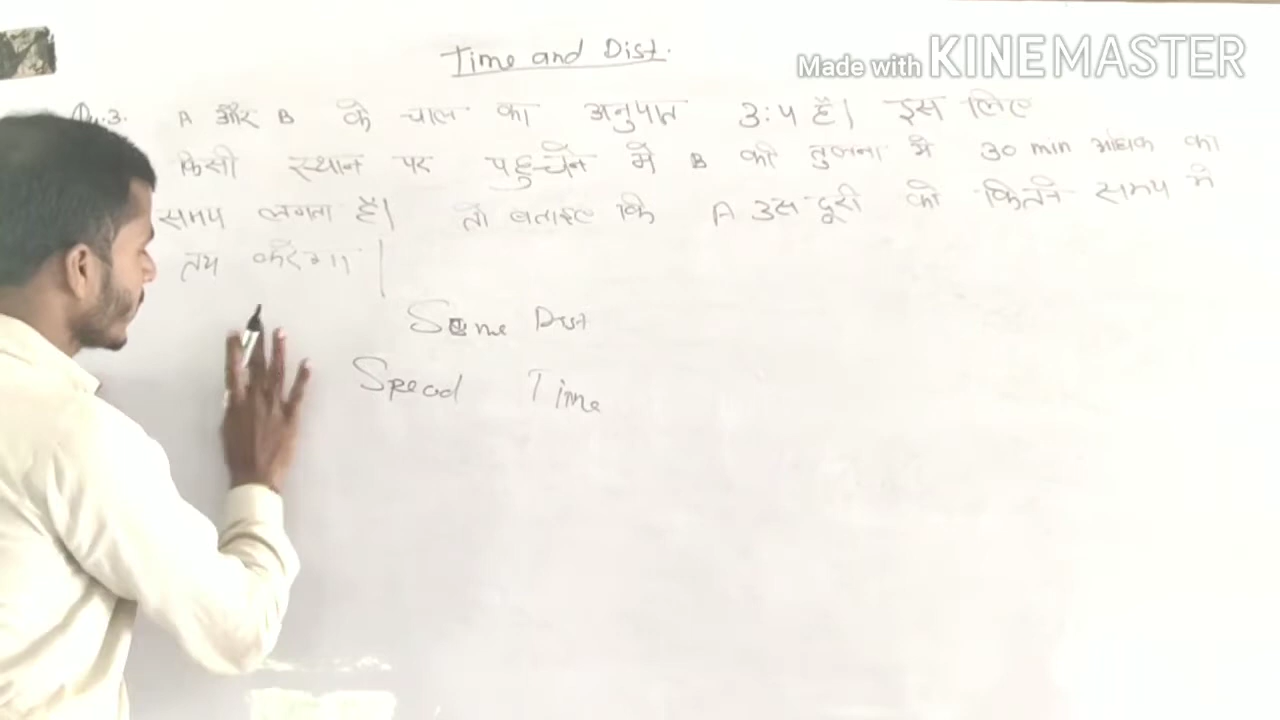 Time and Dist.
Made with KINEMASTER
Qu.3. A और B के चाल का अनुपात 3:4 है। इस लिए
किसी स्थान पर पहुचने में B की तुलना मे 30 min अधिक का
समय लगता है। तो बताइए कि A उस दूरी को कितने समय मे
तय करेगा।
Same Dist
Speed Time